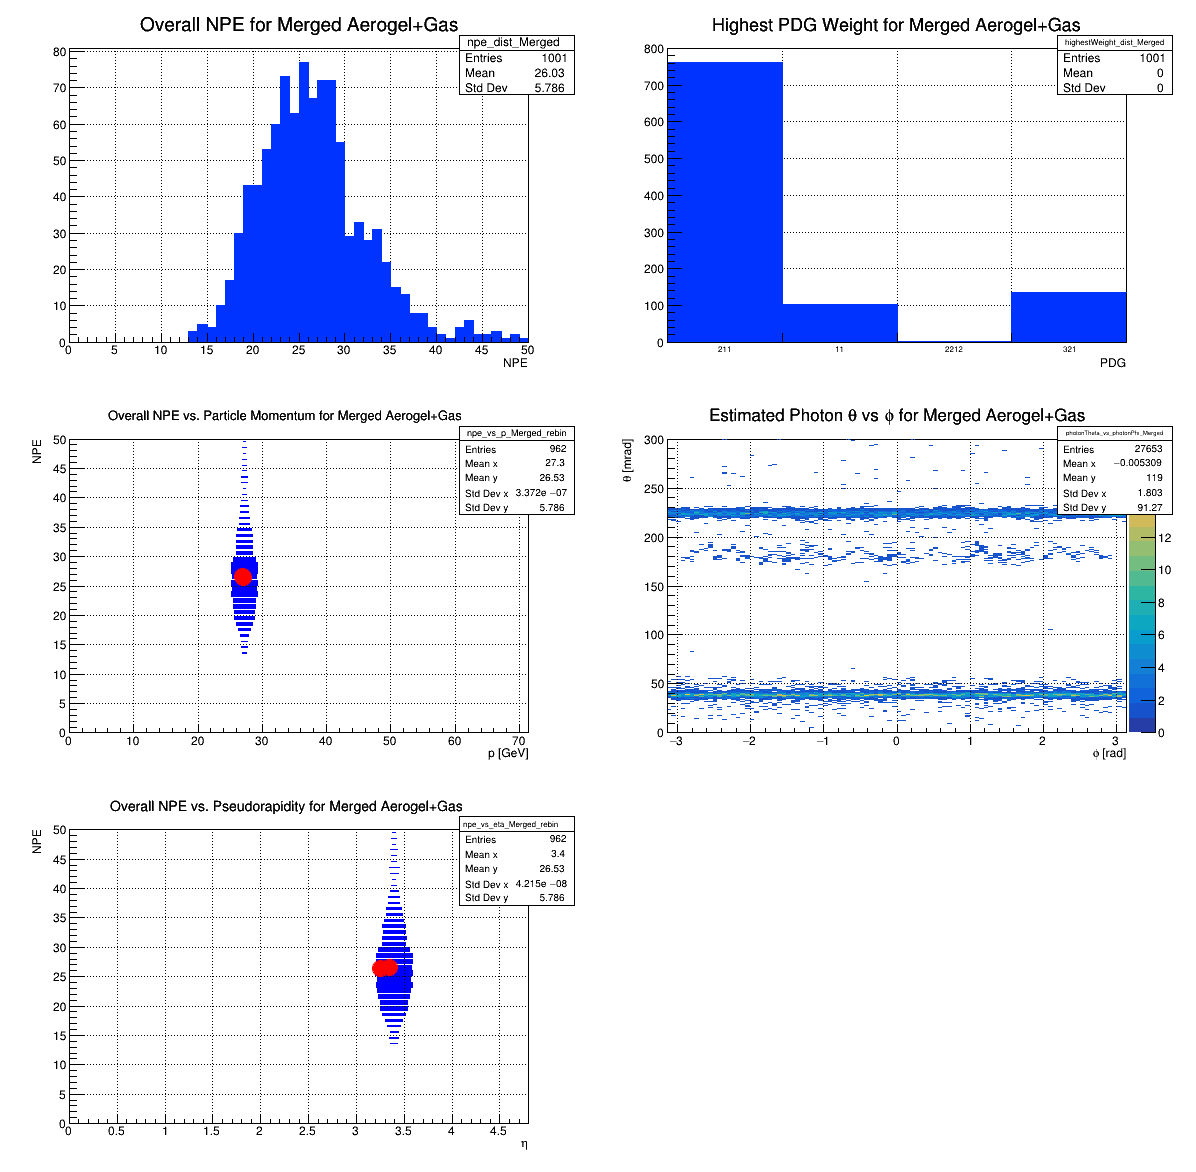 Overall NPE for Merged Aerogel+Gas
npe_dist_Merged
Entries 1001
Mean 26.03
Std Dev 5.786
80
70
60
50
40
30
20
10
0
0 5 10 15 20 25 30 35 40 45 50
NPE
Highest PDG Weight for Merged Aerogel+Gas
highestWeight_dist_Merged
Entries 1001
Mean 0
Std Dev 0
800
700
600
500
400
300
200
100
0
211 11 2212 321
PDG
Overall NPE vs. Particle Momentum for Merged Aerogel+Gas
npe_vs_p_Merged_rebin
Entries 962
Mean x 27.3
Mean y 26.53
Std Dev x 3.372e −07
Std Dev y 5.786
NPE
50
45
40
35
30
25
20
15
10
5
0
0 10 20 30 40 50 60 70
p [GeV]
Estimated Photon θ vs ϕ for Merged Aerogel+Gas
photonTheta_vs_photonPhi_Merged
Entries 27653
Mean x −0.005309
Mean y 119
Std Dev x 1.803
Std Dev y 91.27
θ [mrad]
300
250
200
150
100
50
0
−3 −2 −1 0 1 2 3
ϕ [rad]
12
10
8
6
4
2
0
Overall NPE vs. Pseudorapidity for Merged Aerogel+Gas
npe_vs_eta_Merged_rebin
Entries 962
Mean x 3.4
Mean y 26.53
Std Dev x 4.215e −08
Std Dev y 5.786
NPE
50
45
40
35
30
25
20
15
10
5
0
0 0.5 1 1.5 2 2.5 3 3.5 4 4.5
η